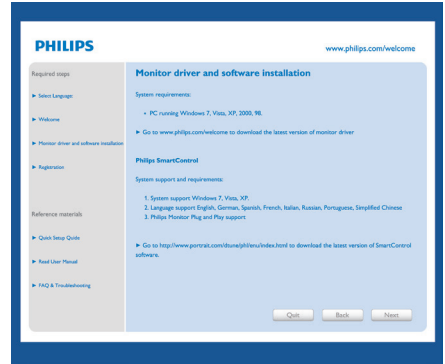 PHILIPS
www.philips.com/welcome
Required steps
► Select Language:
► Welcome
► Monitor driver and software installation
► Registration
Reference materials
► Quick Setup Guide
► Read User Manual
► FAQ & Troubleshooting
Monitor driver and software installation
System requirements:
• PC running Windows 7, Vista, XP, 2000, 98.
► Go to www.philips.com/welcome to download the latest version of monitor driver
Philips SmartControl
System support and requirements:
1. System support Windows 7, Vista, XP.
2. Language support English, German, Spanish, French, Italian, Russian, Portuguese, Simplified Chinese
3. Philips Monitor Plug and Play support
► Go to http://www.portrait.com/dtune/phl/enu/index.html to download the latest version of SmartControl
software.
Quit
Back
Next